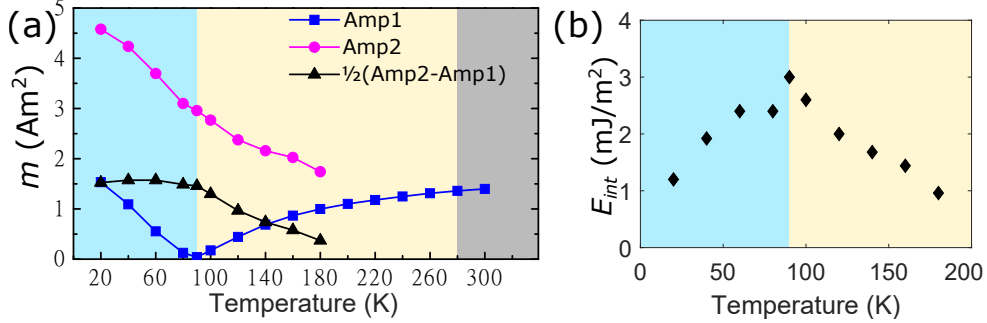 (a)
m (Am²)
5
4
3
2
1
0
Amp1
Amp2
½(Amp2-Amp1)
20 60 100 140 180 220 260 300
Temperature (K)
(b)
E_int (mJ/m²)
4
3
2
1
0
0 50 100 150 200
Temperature (K)